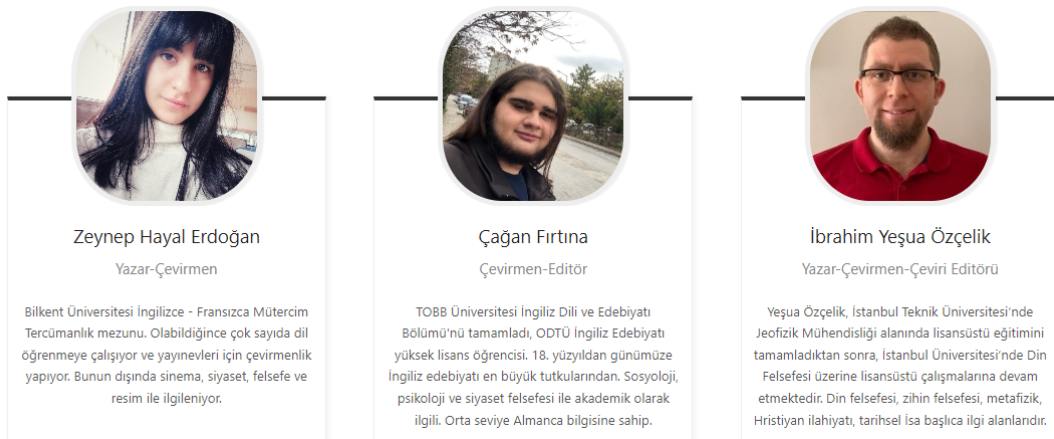 Zeynep Hayal Erdoğan
Yazar-Çevirmen
Bilkent Üniversitesi İngilizce - Fransızca Mütercim
Tercümanlık mezunu. Olabildiğince çok sayıda dil
öğrenmeye çalışıyor ve yayınevleri için çevirmenlik
yapıyor. Bunun dışında sinema, siyaset, felsefe ve
resim ile ilgileniyor.
Çağan Fırtına
Çevirmen-Editör
TOBB Üniversitesi İngiliz Dili ve Edebiyatı
Bölümü'nü tamamladı, ODTÜ İngiliz Edebiyatı
yüksek lisans öğrencisi. 18. yüzyıldan günümüze
İngiliz edebiyatı en büyük tutkularından. Sosyoloji,
psikoloji ve siyaset felsefesi ile akademik olarak
ilgili. Orta seviye Almanca bilgisine sahip.
İbrahim Yeşua Özçelik
Yazar-Çevirmen-Çeviri Editörü
Yeşua Özçelik, İstanbul Teknik Üniversitesi'nde
Jeofizik Mühendisliği alanında lisansüstü eğitimini
tamamladıktan sonra, İstanbul Üniversitesi'nde Din
Felsefesi üzerine lisansüstü çalışmalarına devam
etmektedir. Din felsefesi, zihin felsefesi, metafizik,
Hristiyan ilahiyatı, tarihsel İsa başlıca ilgi alanlarıdır.